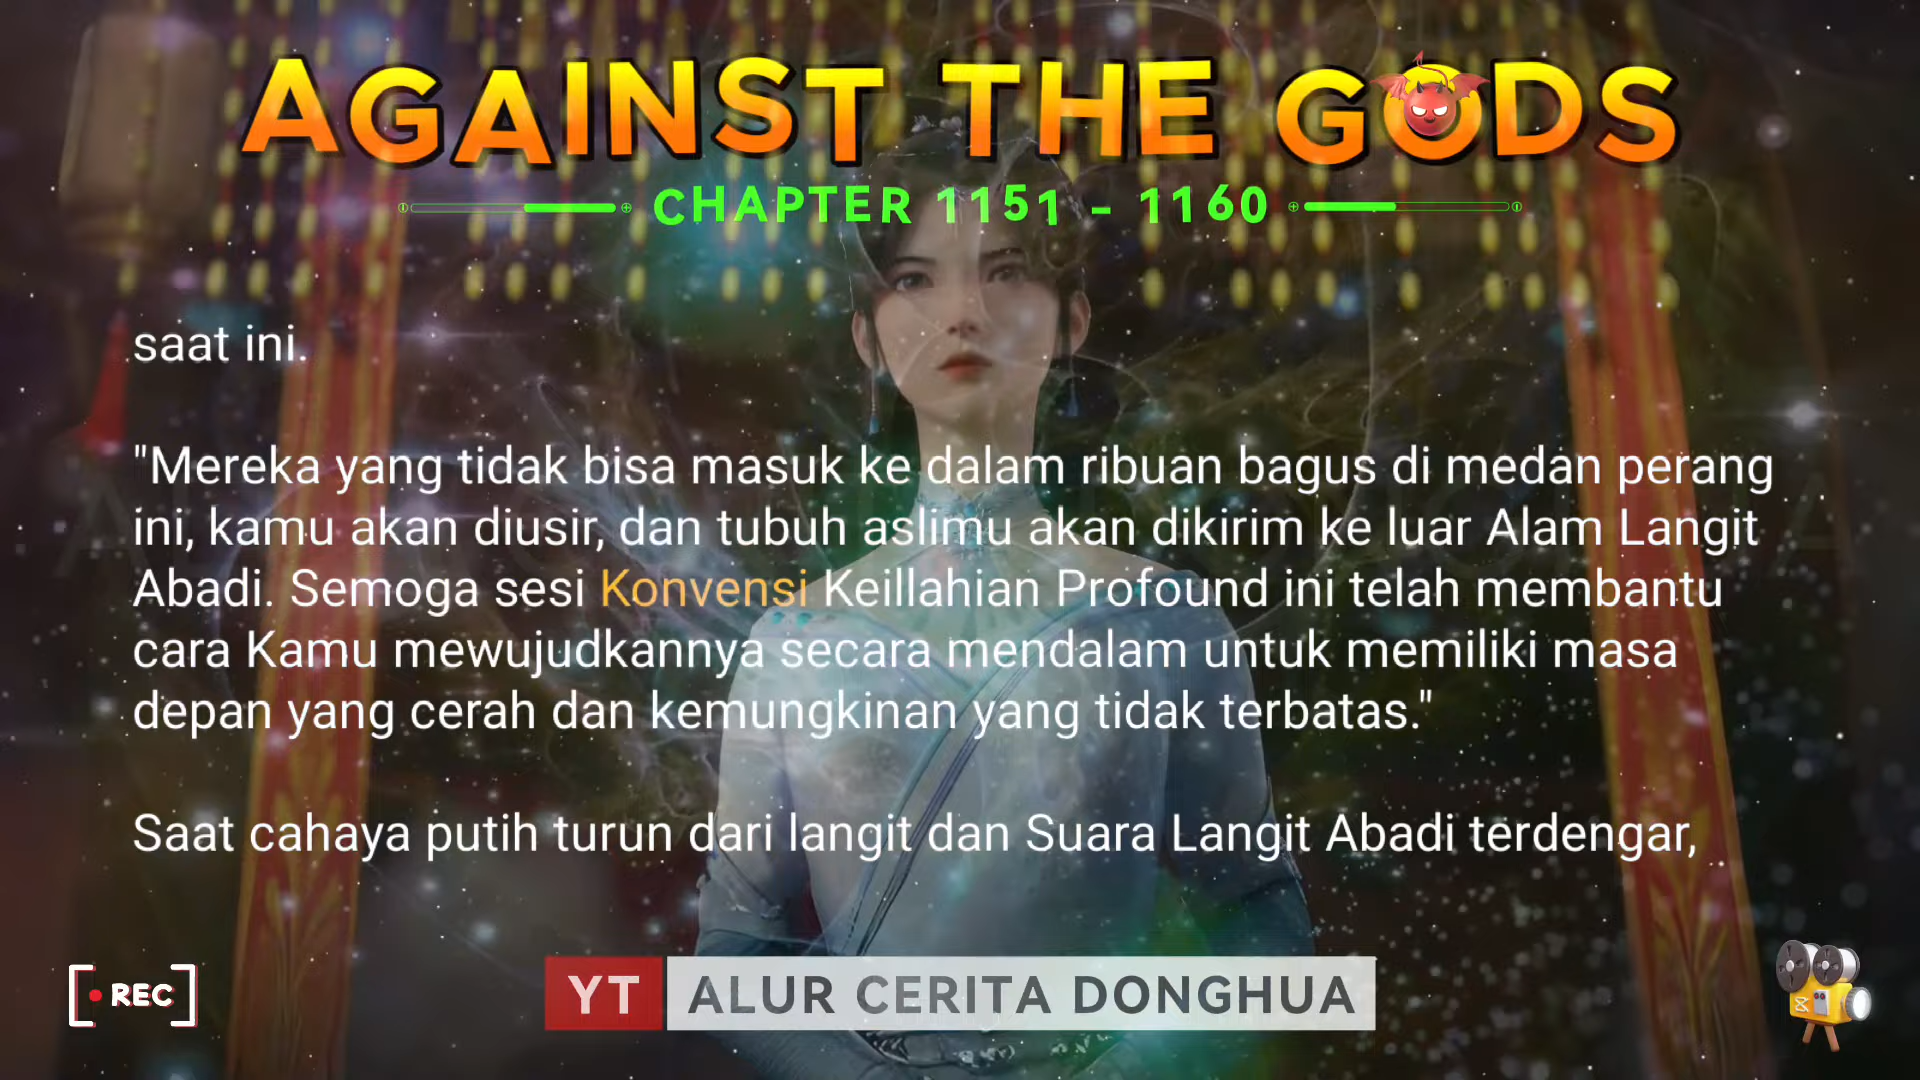 AGAINST THE GODS
CHAPTER 1151 - 1160
saat ini.
"Mereka yang tidak bisa masuk ke dalam ribuan bagus di medan perang
ini, kamu akan diusir, dan tubuh aslimu akan dikirim ke luar Alam Langit
Abadi. Semoga sesi Konvensi Keillahian Profound ini telah membantu
cara Kamu mewujudkannya secara mendalam untuk memiliki masa
depan yang cerah dan kemungkinan yang tidak terbatas."
Saat cahaya putih turun dari langit dan Suara Langit Abadi terdengar,
REC
YT ALUR CERITA DONGHUA